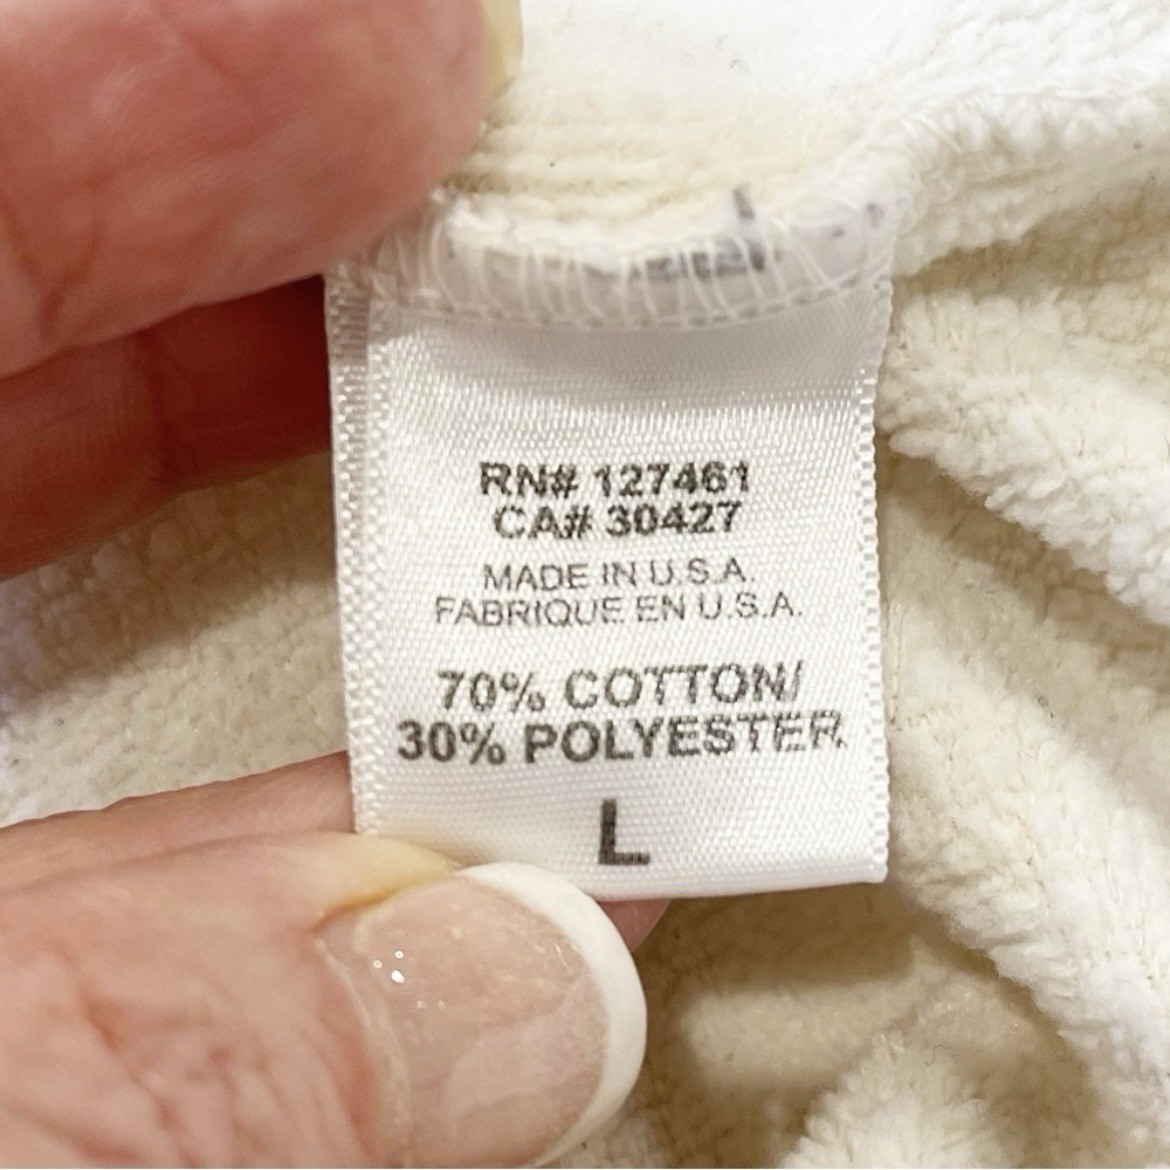 RN# 127461
CA# 30427
MADE IN U.S.A.
FABRIQUE EN U.S.A.
70% COTTON/
30% POLYESTER
L